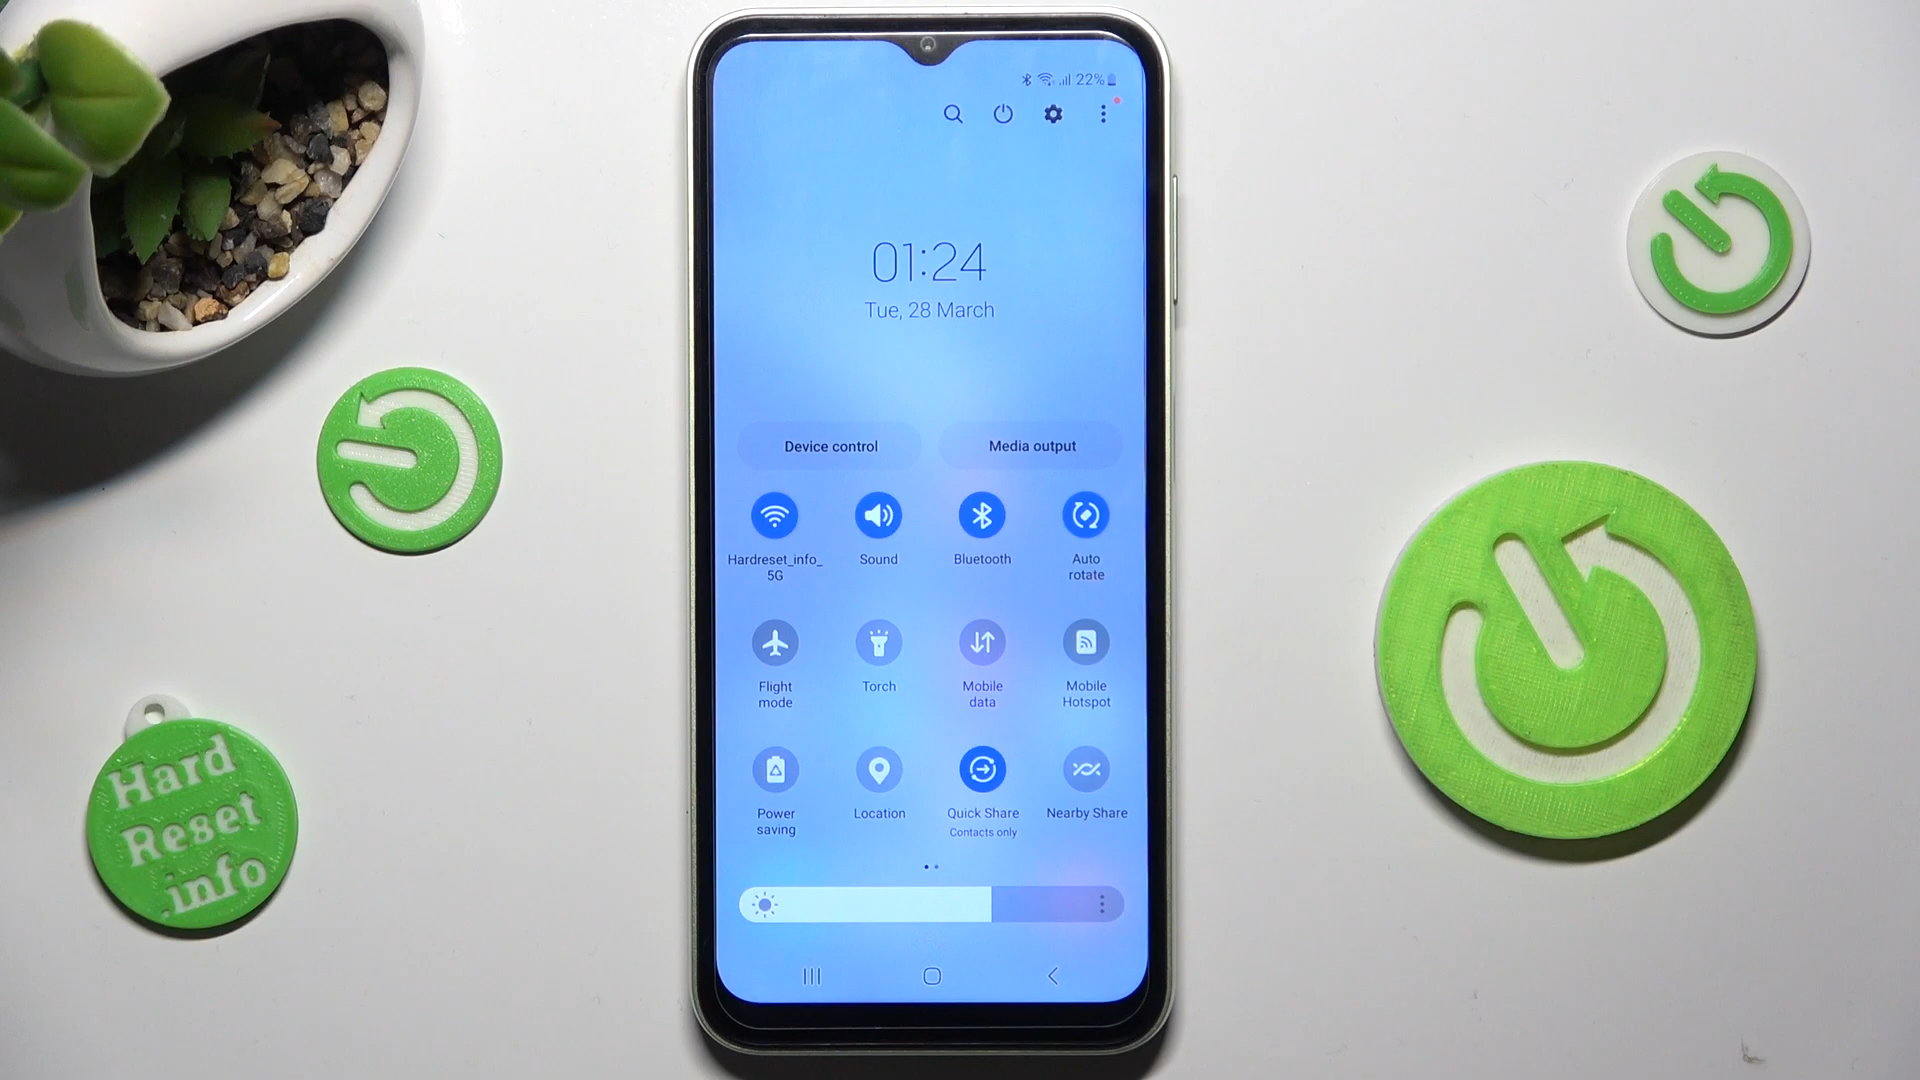 22%
01:24
Tue, 28 March
Device control
Media output
Hardreset_info_
5G
Sound
Bluetooth
Auto
rotate
Flight
mode
Torch
Mobile
data
Mobile
Hotspot
Power
saving
Location
Quick Share
Contacts only
Nearby Share
Hard
Reset
.info